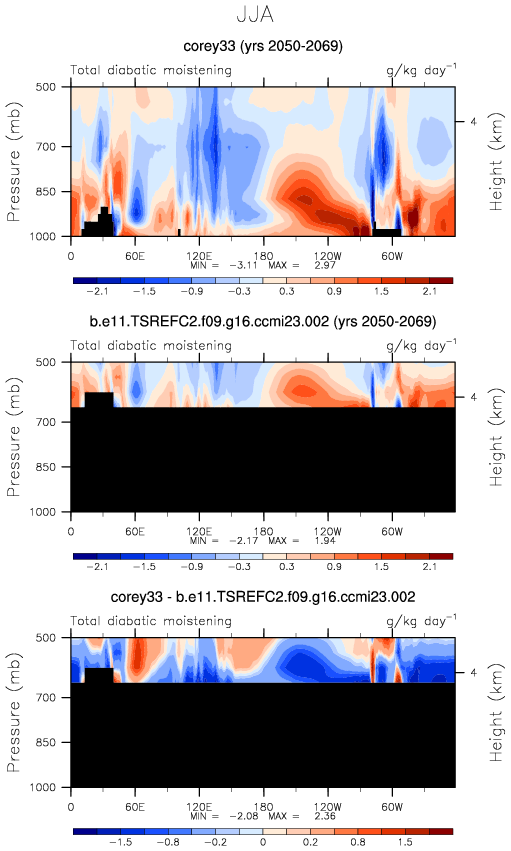 JJA
corey33 (yrs 2050-2069)
Total diabatic moistening g/kg day⁻¹
Pressure (mb)
500
700
850
1000
4
Height (km)
0 60E 120E 180 120W 60W
MIN = −3.11 MAX = 2.97
−2.1 −1.5 −0.9 −0.3 0.3 0.9 1.5 2.1
b.e11.TSREFC2.f09.g16.ccmi23.002 (yrs 2050-2069)
Total diabatic moistening g/kg day⁻¹
Pressure (mb)
500
700
850
1000
4
Height (km)
0 60E 120E 180 120W 60W
MIN = −2.17 MAX = 1.94
−2.1 −1.5 −0.9 −0.3 0.3 0.9 1.5 2.1
corey33 - b.e11.TSREFC2.f09.g16.ccmi23.002
Total diabatic moistening g/kg day⁻¹
Pressure (mb)
500
700
850
1000
4
Height (km)
0 60E 120E 180 120W 60W
MIN = −2.08 MAX = 2.36
−1.5 −0.8 −0.2 0 0.2 0.8 1.5